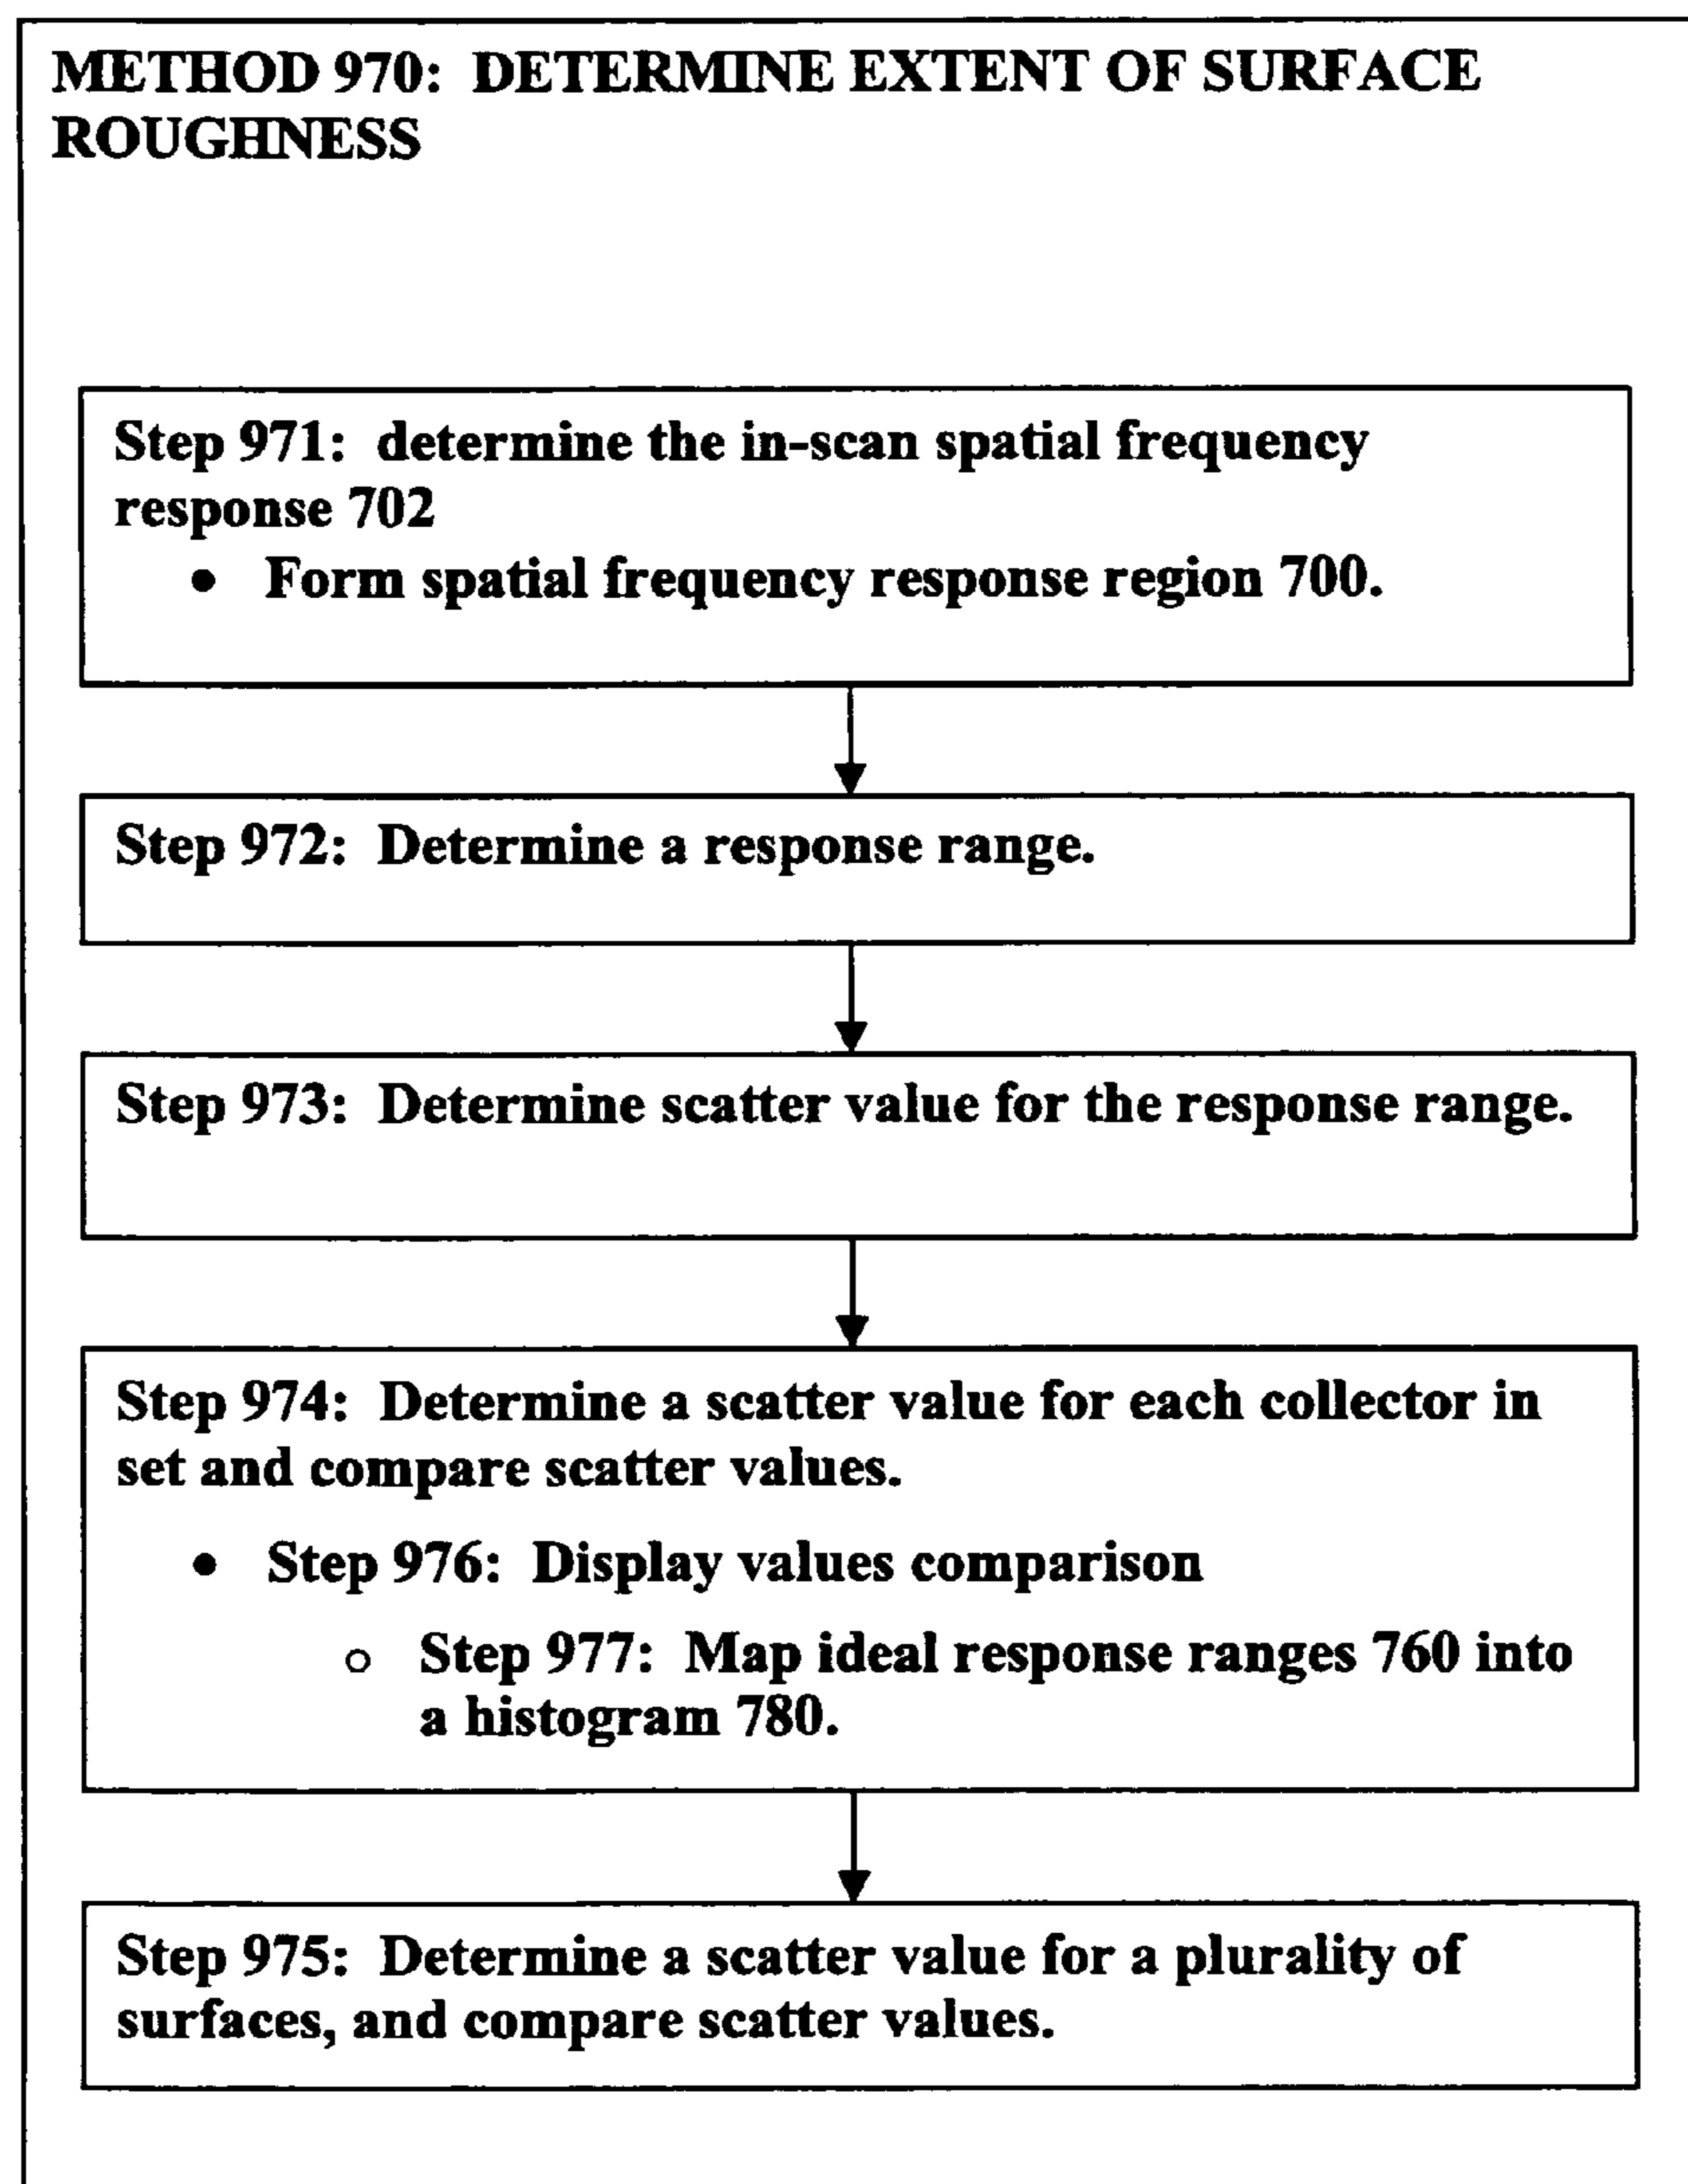 METHOD 970: DETERMINE EXTENT OF SURFACE
ROUGHNESS
Step 971: determine the in-scan spatial frequency
response 702
• Form spatial frequency response region 700.
Step 972: Determine a response range.
Step 973: Determine scatter value for the response range.
Step 974: Determine a scatter value for each collector in
set and compare scatter values.
• Step 976: Display values comparison
o Step 977: Map ideal response ranges 760 into
a histogram 780.
Step 975: Determine a scatter value for a plurality of
surfaces, and compare scatter values.